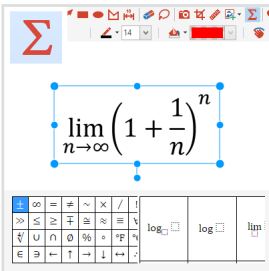 Σ
14
Σ
lim n→∞ (1 + 1/n)^n
± ∞ = ≠ ~ × / !
≫ ≤ ≥ ∓ ≅ ≈ ≡
∜ ∪ ∩ ∅ % ° °F
∈ ∋ ← ↑ → ↓ ↔
log□ □ log □ lim □